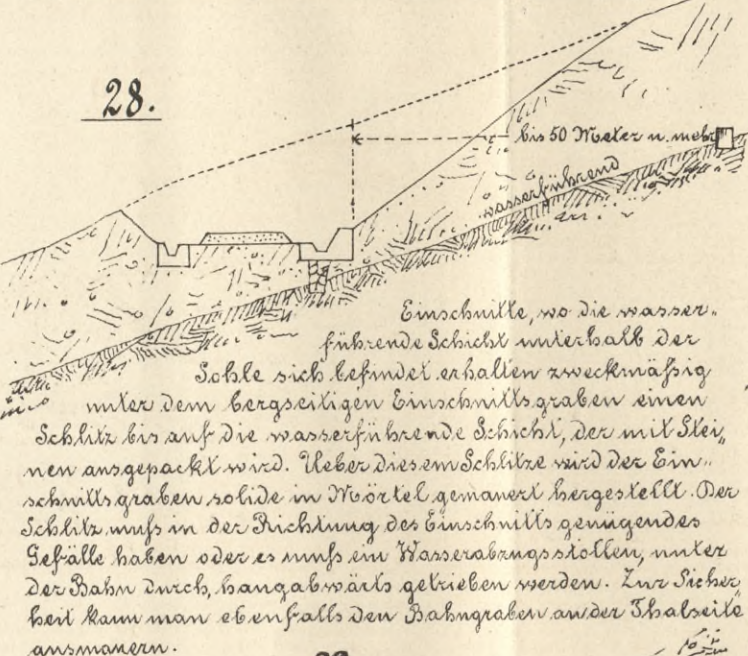 28.
bis 50 Meter u. mehr
wasserführend
Einschnitte, wo die wasser„
führende Schicht unterhalb der
Sohle sich befindet erhalten zweckmäßig
unter dem bergseitigen Einschnittsgraben einen
Schlitz bis auf die wasserführende Schicht, der mit Stei„
nen ausgepackt wird. Ueber diesem Schlitze wird der Ein„
schnittsgraben solide in Mörtel gemauert hergestellt. Der
Schlitz muß in der Richtung des Einschnitts genügendes
Gefälle haben oder es muß ein Wasserabzugsstollen, unter
der Bahn durch, hangabwärts getrieben werden. Zur Sicher„
heit kann man ebenfalls den Bahngraben an der Thalseite
ausmauern.